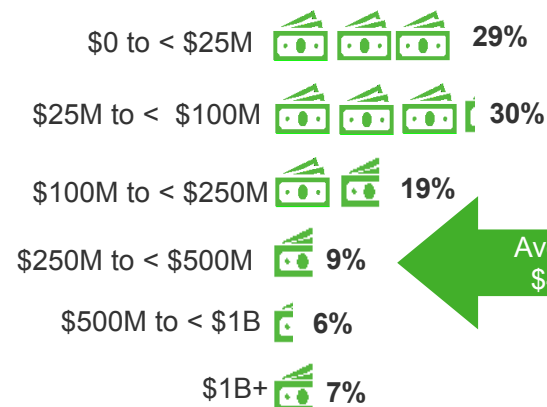 $0 to < $25M 29%
$25M to < $100M 30%
$100M to < $250M 19%
$250M to < $500M 9%
$500M to < $1B 6%
$1B+ 7%